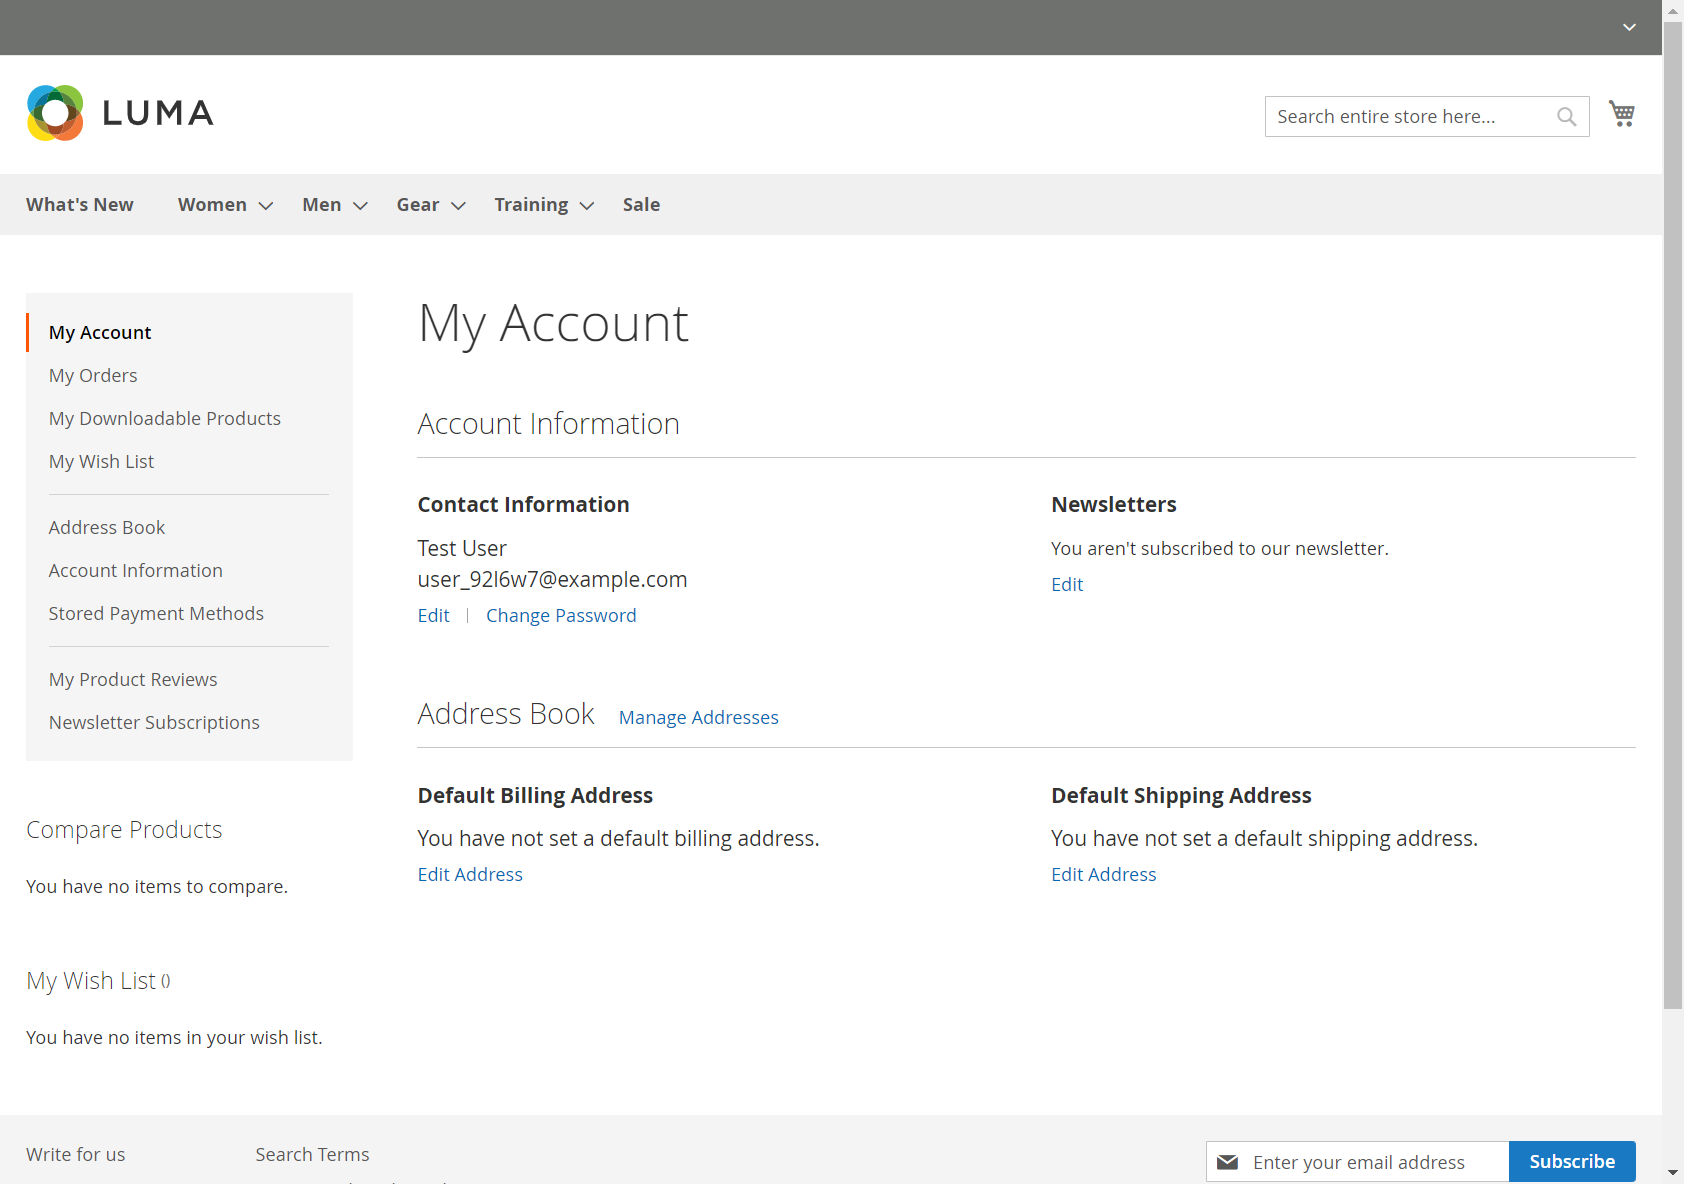 LUMA
Search entire store here...
What's New
Women
Men
Gear
Training
Sale
My Account
My Orders
My Downloadable Products
My Wish List
Address Book
Account Information
Stored Payment Methods
My Product Reviews
Newsletter Subscriptions
Compare Products
You have no items to compare.
My Wish List ()
You have no items in your wish list.
My Account
Account Information
Contact Information
Test User
user_92l6w7@example.com
Edit | Change Password
Newsletters
You aren't subscribed to our newsletter.
Edit
Address Book Manage Addresses
Default Billing Address
You have not set a default billing address.
Edit Address
Default Shipping Address
You have not set a default shipping address.
Edit Address
Write for us
Search Terms
Enter your email address
Subscribe